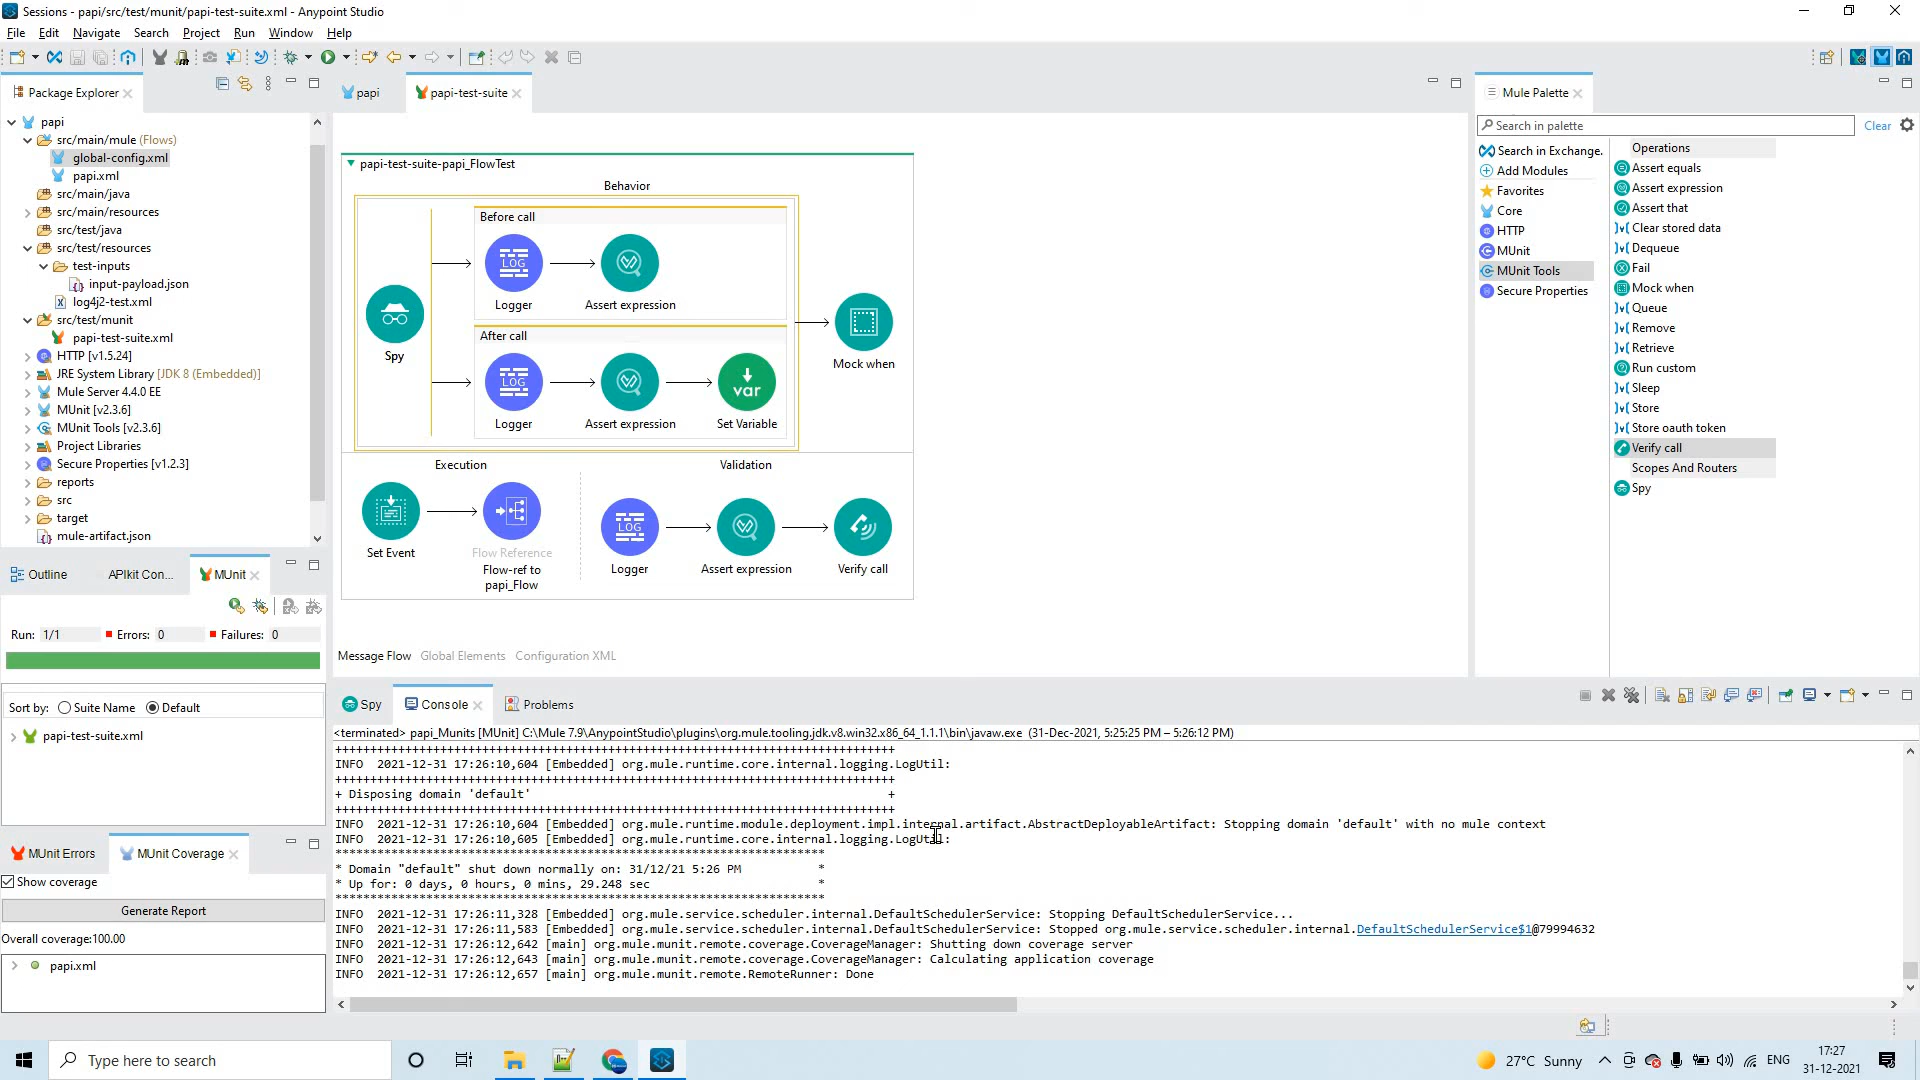 Sessions - papi/src/test/munit/papi-test-suite.xml - Anypoint Studio
File Edit Navigate Search Project Run Window Help
Package Explorer
papi
src/main/mule (Flows)
global-config.xml
papi.xml
src/main/java
src/main/resources
src/test/java
src/test/resources
test-inputs
input-payload.json
log4j2-test.xml
src/test/munit
papi-test-suite.xml
HTTP [v1.5.24]
JRE System Library [JDK 8 (Embedded)]
Mule Server 4.4.0 EE
MUnit [v2.3.6]
MUnit Tools [v2.3.6]
Project Libraries
Secure Properties [v1.2.3]
reports
src
target
mule-artifact.json
Outline APIkit Con... MUnit
Run: 1/1 Errors: 0 Failures: 0
Sort by: Suite Name Default
papi-test-suite.xml
MUnit Errors MUnit Coverage
Show coverage
Generate Report
Overall coverage:100.00
papi.xml
papi papi-test-suite
papi-test-suite-papi_FlowTest
Behavior
Before call
LOG
Logger Assert expression
Spy
After call
LOG var
Logger Assert expression Set Variable
Mock when
Execution Validation
LOG
Set Event
Flow Reference
Flow-ref to
papi_Flow
Logger Assert expression Verify call
Message Flow Global Elements Configuration XML
Mule Palette
Search in palette Clear
Search in Exchange.
Add Modules
Favorites
Core
HTTP
MUnit
MUnit Tools
Secure Properties
Operations
Assert equals
Assert expression
Assert that
Clear stored data
Dequeue
Fail
Mock when
Queue
Remove
Retrieve
Run custom
Sleep
Store
Store oauth token
Verify call
Scopes And Routers
Spy
Spy Console Problems
<terminated> papi_Munits [MUnit] C:\Mule 7.9\AnypointStudio\plugins\org.mule.tooling.jdk.v8.win32.x86_64_1.1.1\bin\javaw.exe (31-Dec-2021, 5:25:25 PM – 5:26:12 PM)
++++++++++++++++++++++++++++++++++++++++++++++++++++++++++++++++++++++++++
INFO 2021-12-31 17:26:10,604 [Embedded] org.mule.runtime.core.internal.logging.LogUtil:
++++++++++++++++++++++++++++++++++++++++++++++++++++++++++++++++++++++++++
+ Disposing domain 'default' +
++++++++++++++++++++++++++++++++++++++++++++++++++++++++++++++++++++++++++
INFO 2021-12-31 17:26:10,604 [Embedded] org.mule.runtime.module.deployment.impl.internal.artifact.AbstractDeployableArtifact: Stopping domain 'default' with no mule context
INFO 2021-12-31 17:26:10,605 [Embedded] org.mule.runtime.core.internal.logging.LogUtil:
*****************************************************************
* Domain "default" shut down normally on: 31/12/21 5:26 PM *
* Up for: 0 days, 0 hours, 0 mins, 29.248 sec *
*****************************************************************
INFO 2021-12-31 17:26:11,328 [Embedded] org.mule.service.scheduler.internal.DefaultSchedulerService: Stopping DefaultSchedulerService...
INFO 2021-12-31 17:26:11,583 [Embedded] org.mule.service.scheduler.internal.DefaultSchedulerService: Stopped org.mule.service.scheduler.internal.DefaultSchedulerService$1@79994632
INFO 2021-12-31 17:26:12,642 [main] org.mule.munit.remote.coverage.CoverageManager: Shutting down coverage server
INFO 2021-12-31 17:26:12,643 [main] org.mule.munit.remote.coverage.CoverageManager: Calculating application coverage
INFO 2021-12-31 17:26:12,657 [main] org.mule.munit.remote.RemoteRunner: Done
Type here to search
27°C Sunny ENG 17:27
31-12-2021